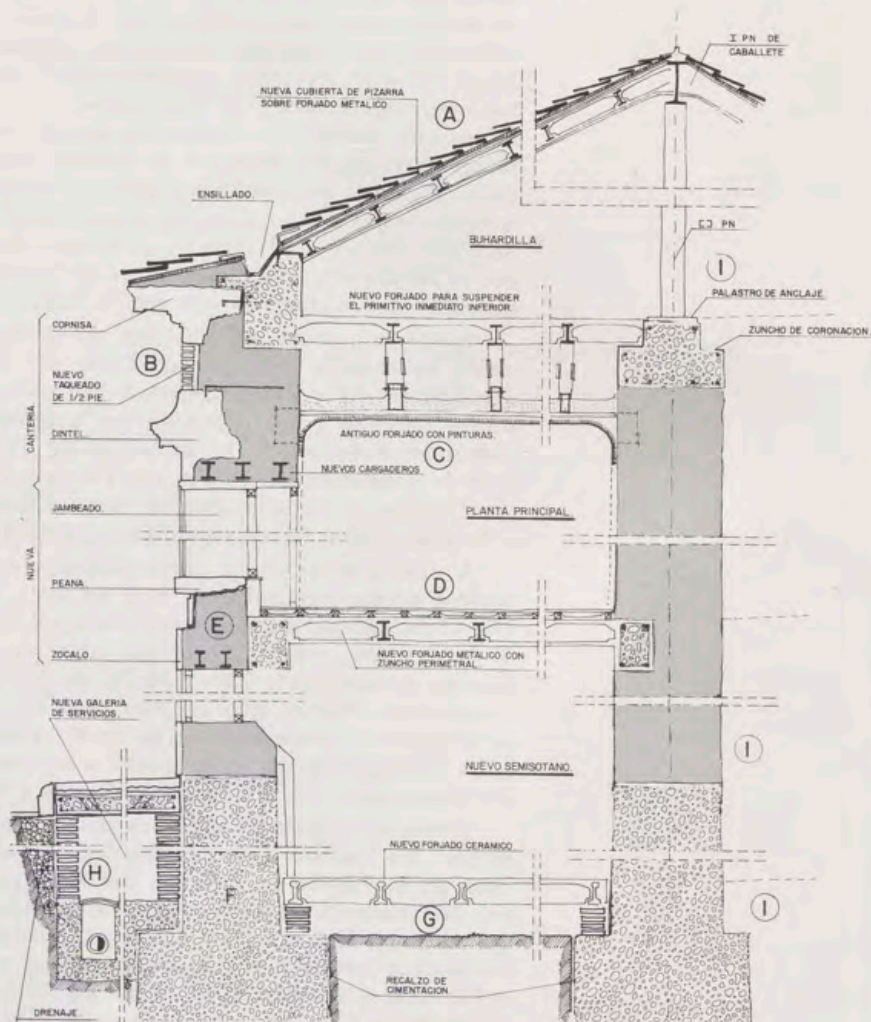 I PN DE
CABALLETE
NUEVA CUBIERTA DE PIZARRA
SOBRE FORJADO METALICO
A
ENSILLADO.
BUHARDILLA
PN
I
NUEVO FORJADO PARA SUSPENDER
EL PRIMITIVO INMEDIATO INFERIOR.
PALASTRO DE ANCLAJE
ZUNCHO DE CORONACION.
CORNISA.
B
NUEVO
TAQUEADO
DE 1/2 PIE.
CANTERIA
DINTEL.
ANTIGUO FORJADO CON PINTURAS.
C
NUEVOS CARGADEROS
JAMBEADO.
PLANTA PRINCIPAL
NUEVA
PEANA.
D
E
ZOCALO.
NUEVO FORJADO METALICO CON
ZUNCHO PERIMETRAL.
NUEVA GALERIA
DE SERVICIOS.
NUEVO SEMISOTANO
I
NUEVO FORJADO CERAMICO
H
F
G
I
RECALZO DE
CIMENTACION
DRENAJE.